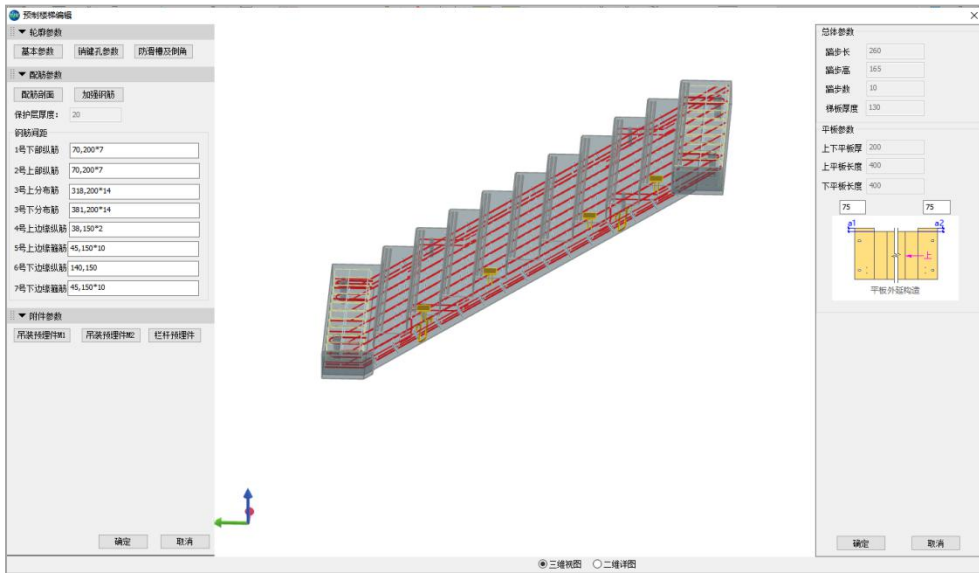 预制楼梯编辑
轮廓参数
基本参数 销键孔参数 防滑槽及倒角
配筋参数
配筋剖面 加强钢筋
保护层厚度： 20
钢筋间距
1号下部纵筋 70,200*7
2号上部纵筋 70,200*7
3号上分布筋 318,200*14
3号下分布筋 381,200*14
4号上边缘纵筋 38,150*2
5号上边缘箍筋 45,150*10
6号下边缘纵筋 140,150
7号下边缘箍筋 45,150*10
附件参数
吊装预埋件M1 吊装预埋件M2 栏杆预埋件
确定 取消
三维视图 二维详图
总体参数
踏步长 260
踏步高 165
踏步数 10
梯板厚度 130
平板参数
上下平板厚 200
上平板长度 400
下平板长度 400
75 75
a1 a2
上
平板外延构造
确定 取消